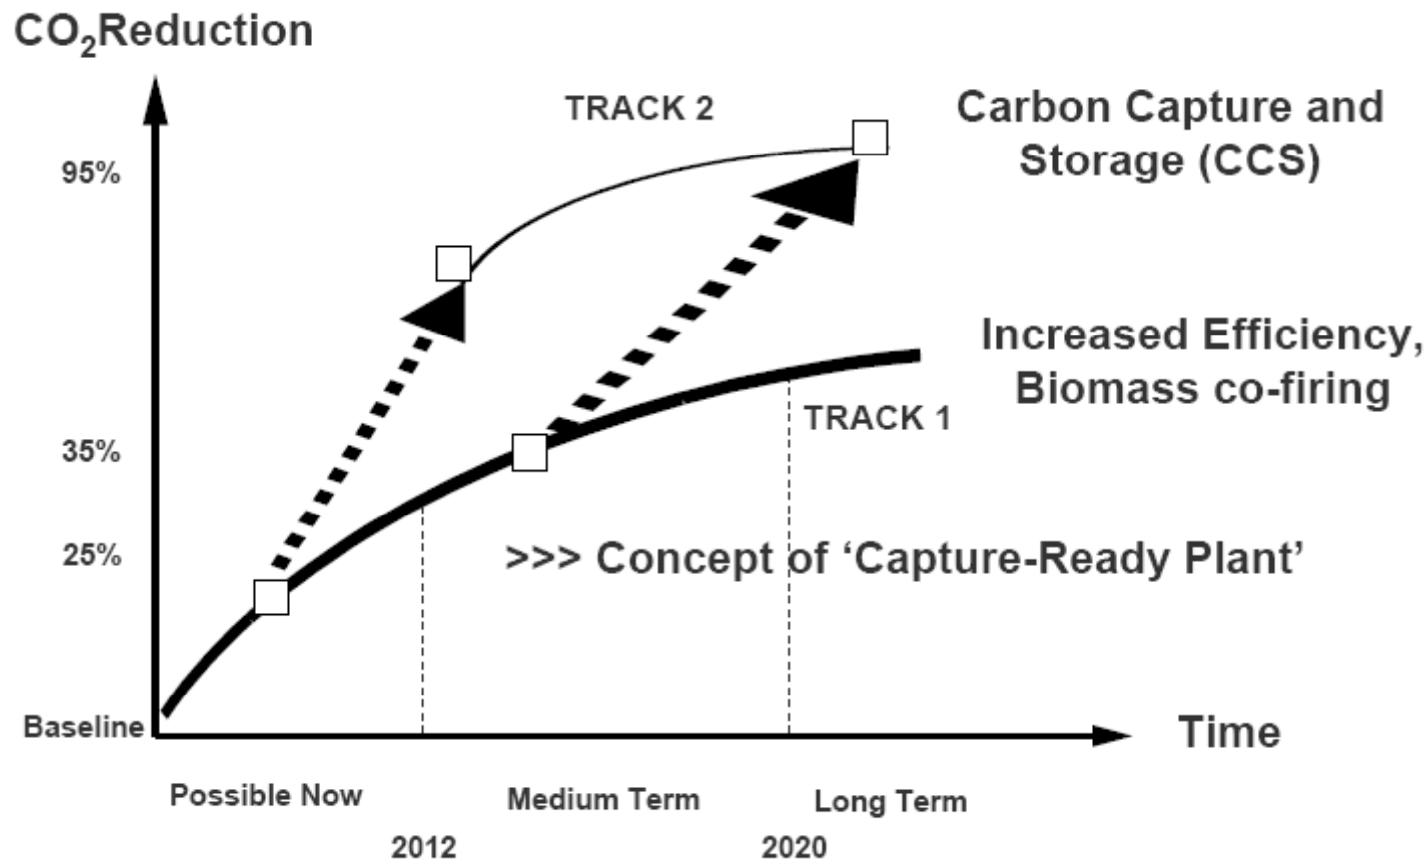 CO₂Reduction
TRACK 2
Carbon Capture and
Storage (CCS)
95%
Increased Efficiency,
Biomass co-firing
TRACK 1
35%
25%
>>> Concept of ‘Capture-Ready Plant’
Baseline
Time
Possible Now
Medium Term
Long Term
2012
2020